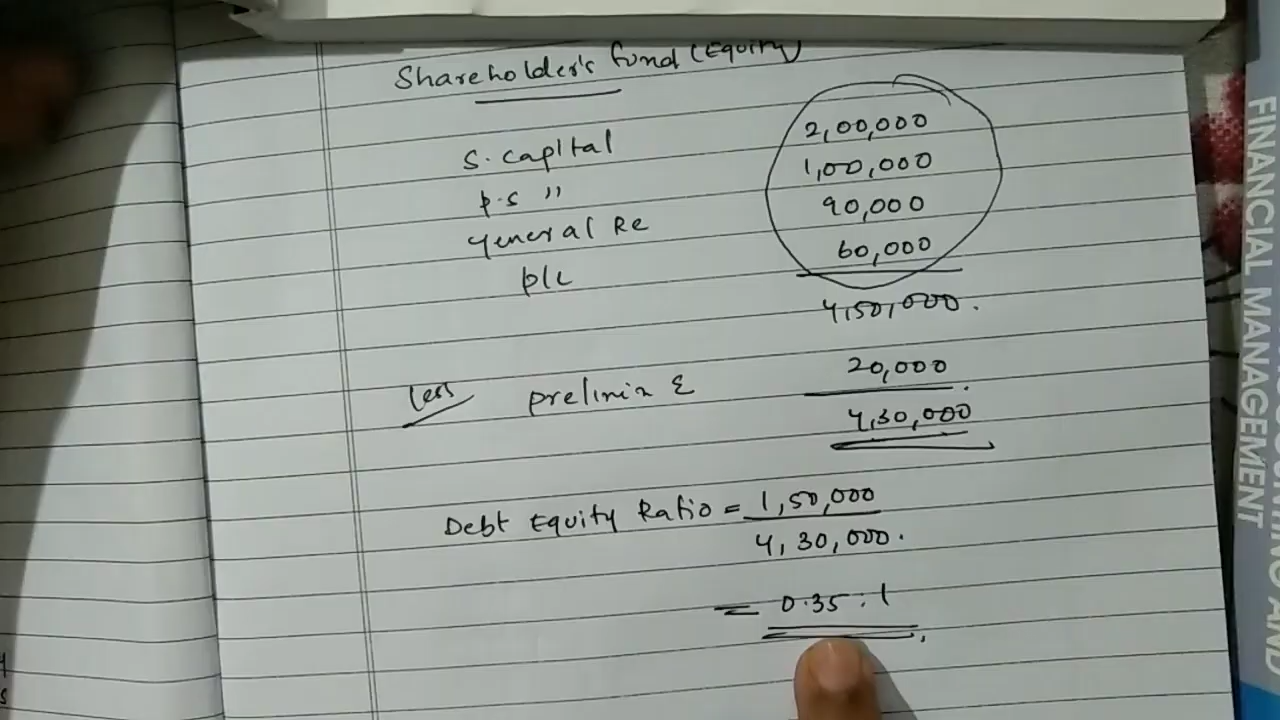 Shareholder's fund (Equity)
S. capital 2,00,000
p.s " 1,00,000
General Re 90,000
p/L 60,000
4,50,000.
Less prelimin E 20,000
4,30,000
Debt Equity Ratio = 1,50,000
4,30,000.
= 0.35 : 1
FINANCIAL MANAGEMENT
AND